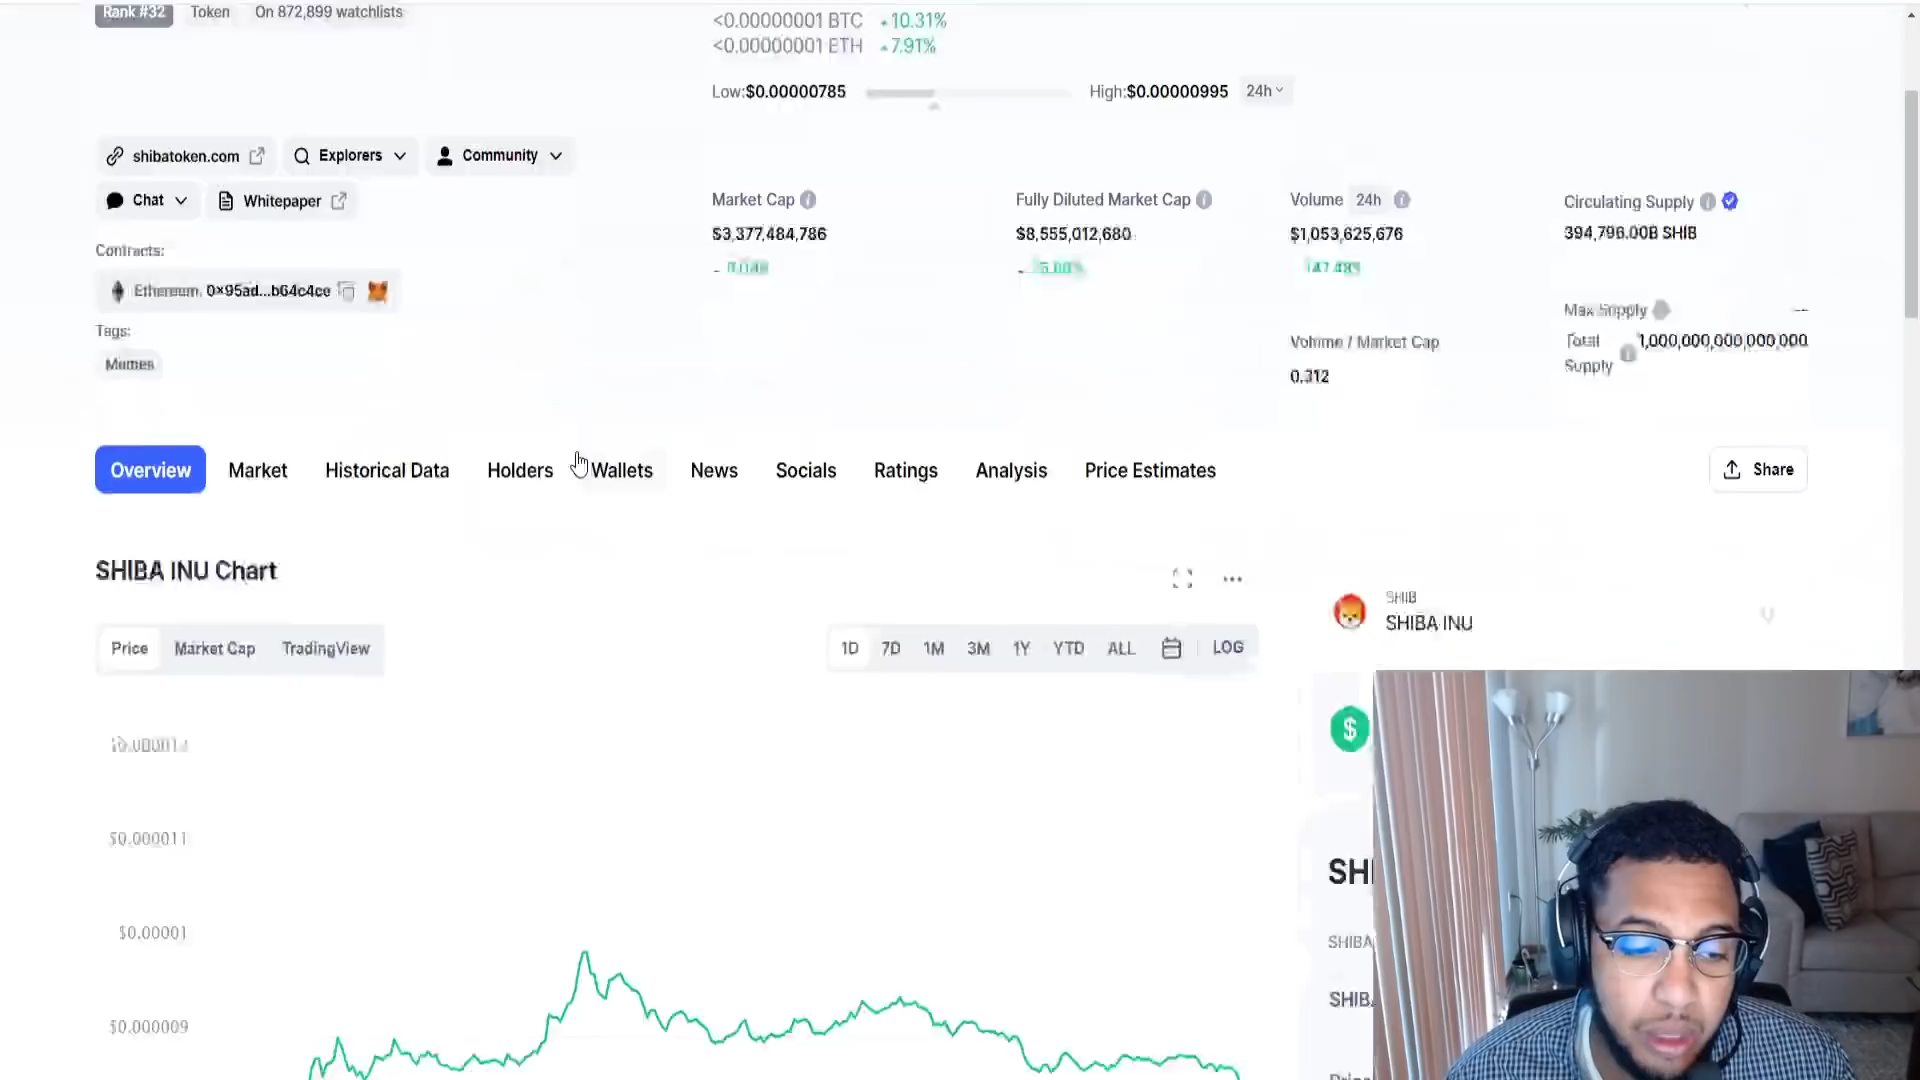 Rank #32 Token On 872,899 watchlists
<0.00000001 BTC 10.31%
<0.00000001 ETH 7.91%
Low:$0.00000785 High:$0.00000995 24h
shibatoken.com Explorers Community
Chat Whitepaper
Contracts:
Ethereum 0x95ad...b64c4ce
Tags:
Memes
Market Cap
$3,377,484,786
Fully Diluted Market Cap
$8,555,012,680
Volume 24h
$1,053,625,676
Volume / Market Cap
0.312
Circulating Supply
394,796.00B SHIB
Max Supply --
Total Supply 1,000,000,000,000,000
Overview Market Historical Data Holders Wallets News Socials Ratings Analysis Price Estimates Share
SHIBA INU Chart
Price Market Cap TradingView
1D 7D 1M 3M 1Y YTD ALL LOG
$0.000011
$0.00001
$0.000009
SHIB
SHIBA INU
$
SHI
SHIBA
SHIB